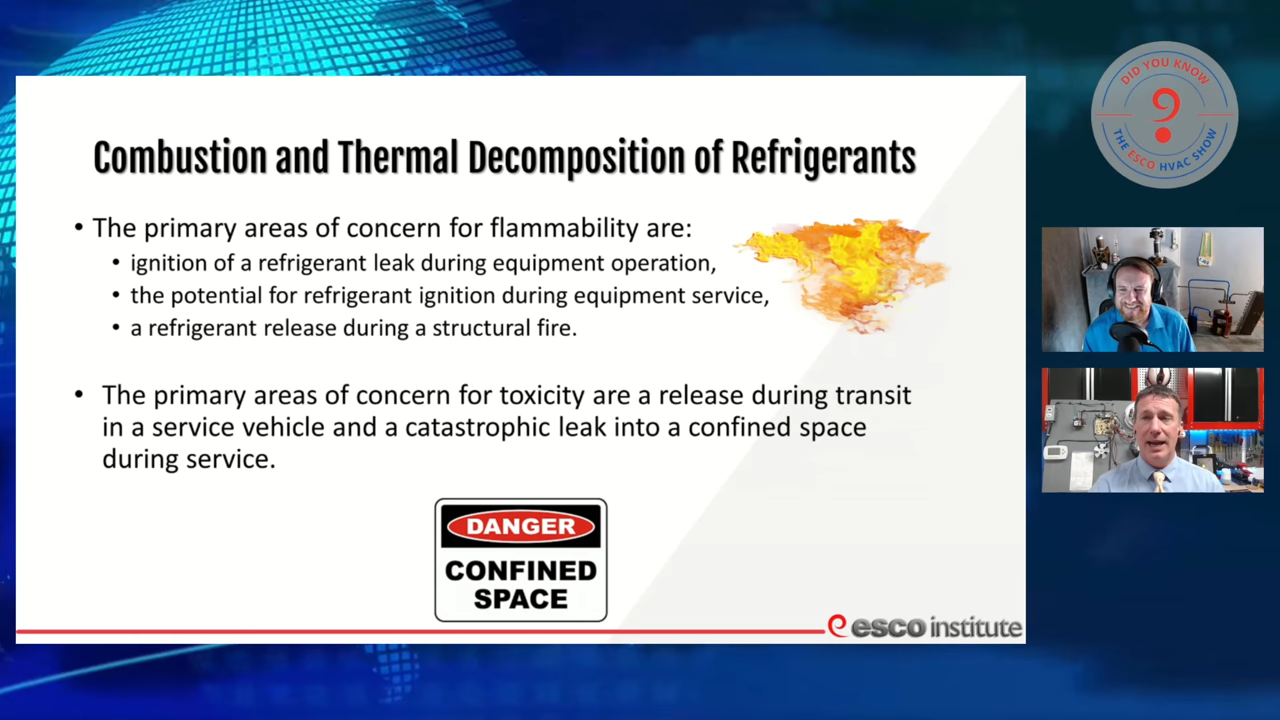 Combustion and Thermal Decomposition of Refrigerants
• The primary areas of concern for flammability are:
• ignition of a refrigerant leak during equipment operation,
• the potential for refrigerant ignition during equipment service,
• a refrigerant release during a structural fire.
• The primary areas of concern for toxicity are a release during transit
in a service vehicle and a catastrophic leak into a confined space
during service.
DANGER
CONFINED
SPACE
esco institute
DID YOU KNOW
?
THE ESCO HVAC SHOW